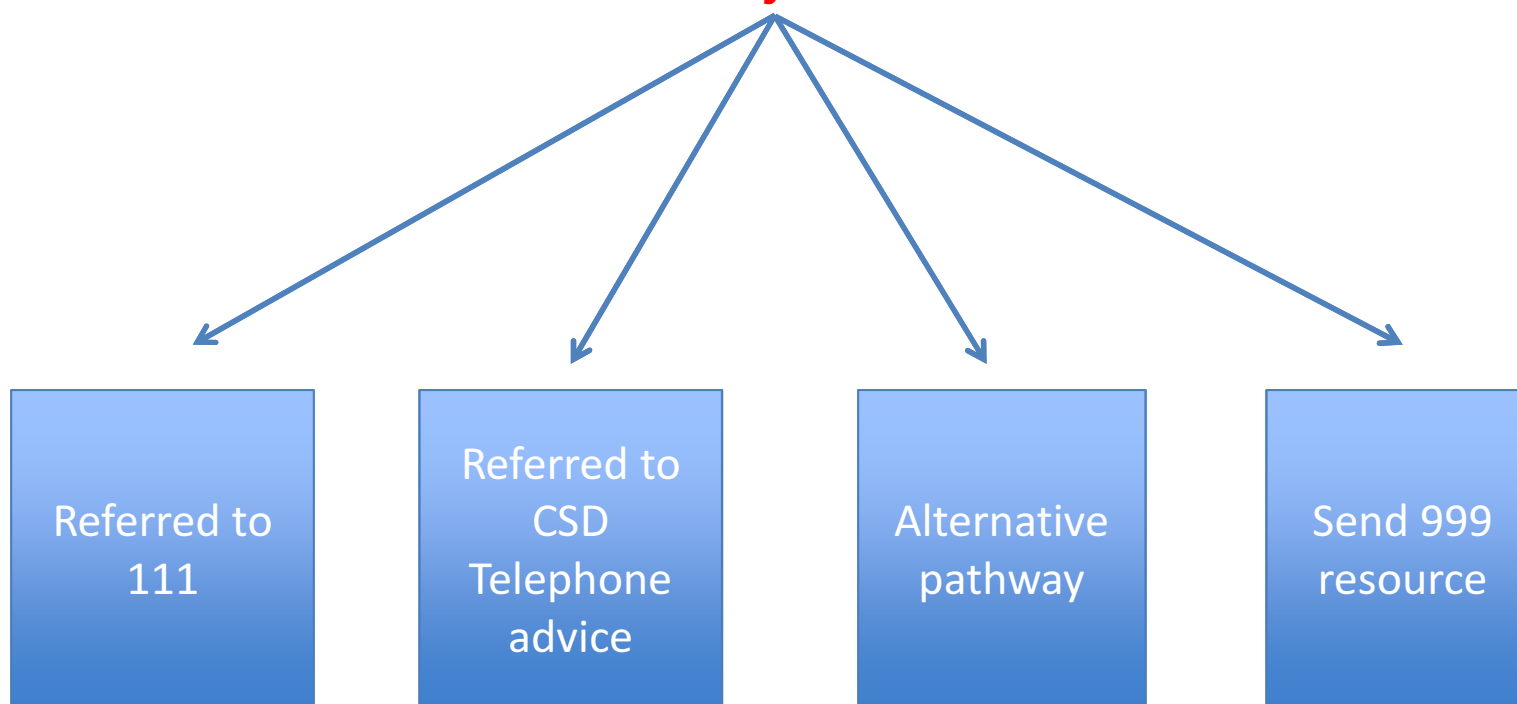 Referred to
111
Referred to
CSD
Telephone
advice
Alternative
pathway
Send 999
resource